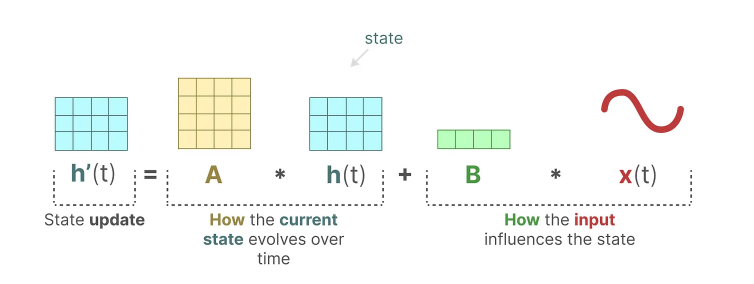 state
h’(t) = A * h(t) + B * x(t)
State update
How the current
state evolves over
time
How the input
influences the state